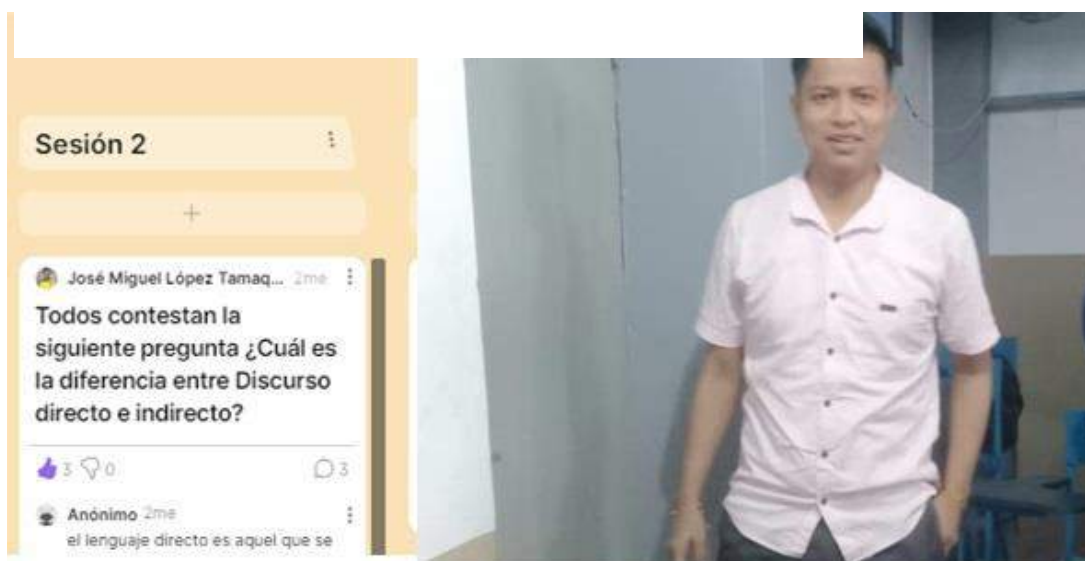 Sesión 2
+
José Miguel López Tamaq... 2me
Todos contestan la
siguiente pregunta ¿Cuál es
la diferencia entre Discurso
directo e indirecto?
3 0 3
Anónimo 2me
el lenguaje directo es aquel que se